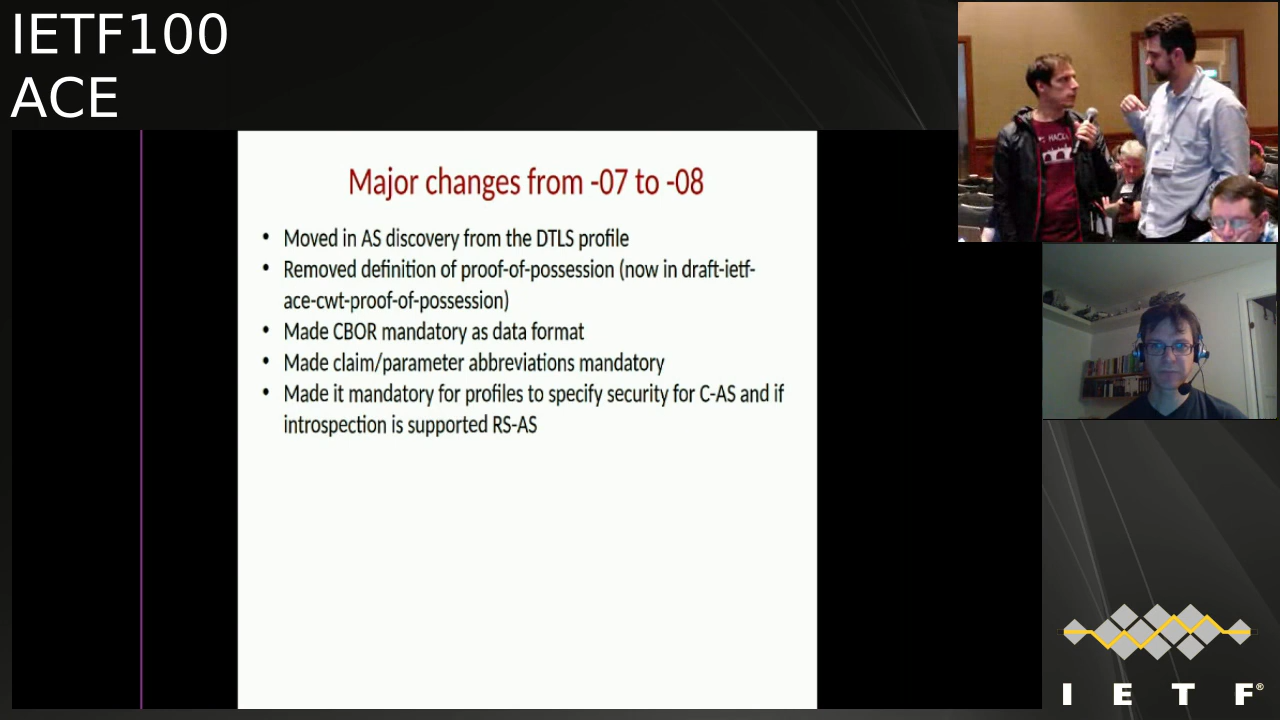 IETF100
ACE
Major changes from -07 to -08
• Moved in AS discovery from the DTLS profile
• Removed definition of proof-of-possession (now in draft-ietf-
ace-cwt-proof-of-possession)
• Made CBOR mandatory as data format
• Made claim/parameter abbreviations mandatory
• Made it mandatory for profiles to specify security for C-AS and if
introspection is supported RS-AS
I E T F®